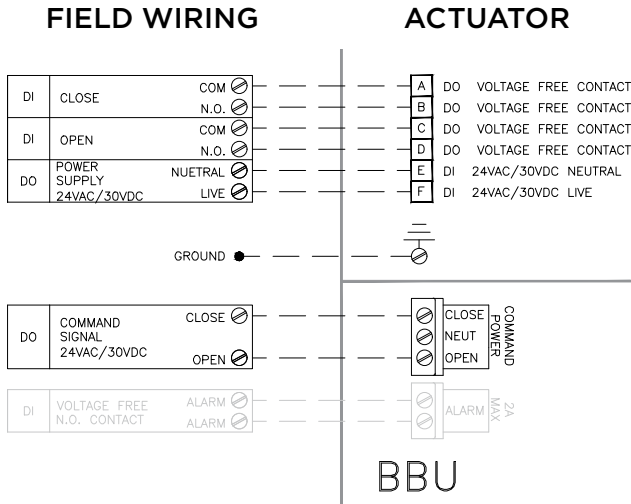 FIELD WIRING ACTUATOR
DI CLOSE COM A DO VOLTAGE FREE CONTACT
N.O. B DO VOLTAGE FREE CONTACT
DI OPEN COM C DO VOLTAGE FREE CONTACT
N.O. D DO VOLTAGE FREE CONTACT
DO POWER SUPPLY 24VAC/30VDC NUETRAL E DI 24VAC/30VDC NEUTRAL
LIVE F DI 24VAC/30VDC LIVE
GROUND
DO COMMAND SIGNAL 24VAC/30VDC CLOSE CLOSE COMMAND POWER
NEUT
OPEN OPEN
DI VOLTAGE FREE N.O. CONTACT ALARM ALARM 2A MAX
ALARM
BBU